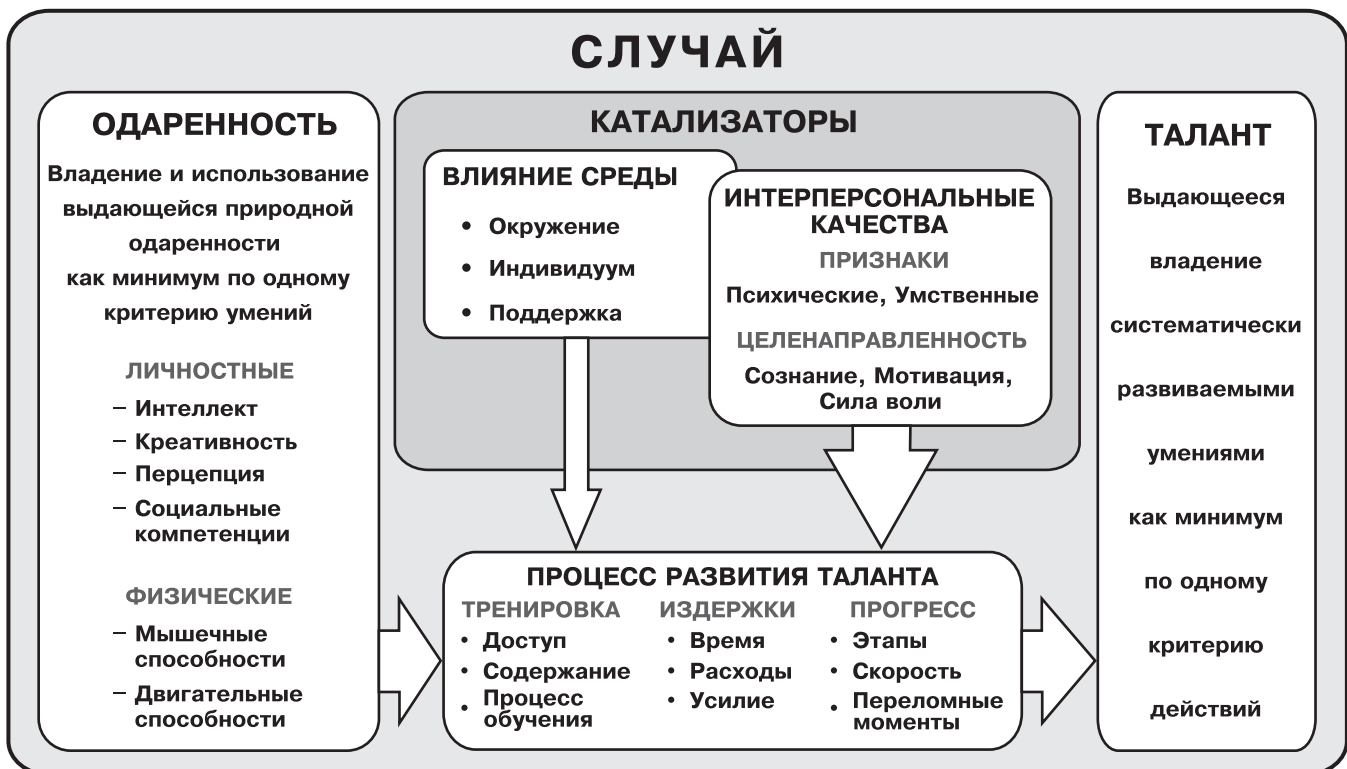 СЛУЧАЙ
ОДАРЕННОСТЬ
Владение и использование
выдающейся природной
одаренности
как минимум по одному
критерию умений
ЛИЧНОСТНЫЕ
– Интеллект
– Креативность
– Перцепция
– Социальные
компетенции
ФИЗИЧЕСКИЕ
– Мышечные
способности
– Двигательные
способности
КАТАЛИЗАТОРЫ
ВЛИЯНИЕ СРЕДЫ
• Окружение
• Индивидуум
• Поддержка
ИНТЕРПЕРСОНАЛЬНЫЕ
КАЧЕСТВА
ПРИЗНАКИ
Психические, Умственные
ЦЕЛЕНАПРАВЛЕННОСТЬ
Сознание, Мотивация,
Сила воли
ПРОЦЕСС РАЗВИТИЯ ТАЛАНТА
ТРЕНИРОВКА
• Доступ
• Содержание
• Процесс
обучения
ИЗДЕРЖКИ
• Время
• Расходы
• Усилие
ПРОГРЕСС
• Этапы
• Скорость
• Переломные
моменты
ТАЛАНТ
Выдающееся
владение
систематически
развиваемыми
умениями
как минимум
по одному
критерию
действий